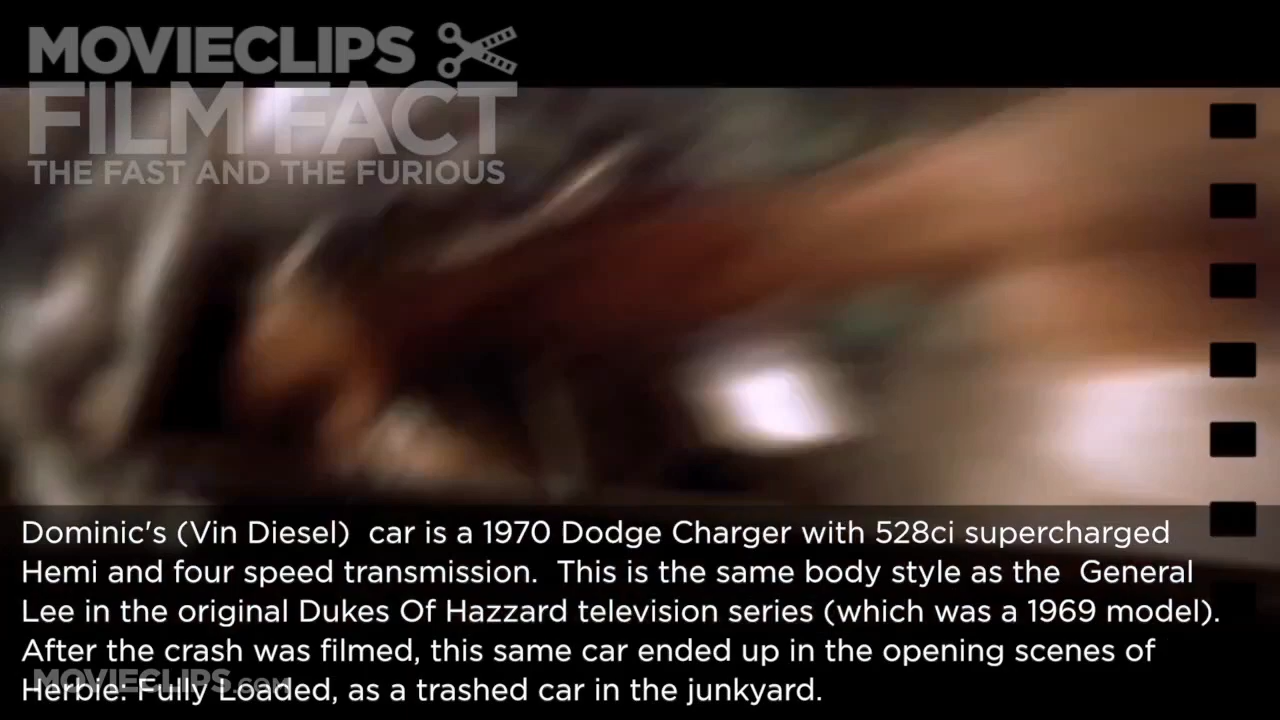 MOVIECLIPS
FILM FACT
THE FAST AND THE FURIOUS
Dominic's (Vin Diesel)  car is a 1970 Dodge Charger with 528ci supercharged
Hemi and four speed transmission.  This is the same body style as the  General
Lee in the original Dukes Of Hazzard television series (which was a 1969 model).
After the crash was filmed, this same car ended up in the opening scenes of
Herbie: Fully Loaded, as a trashed car in the junkyard.
MOVIECLIPS.COM